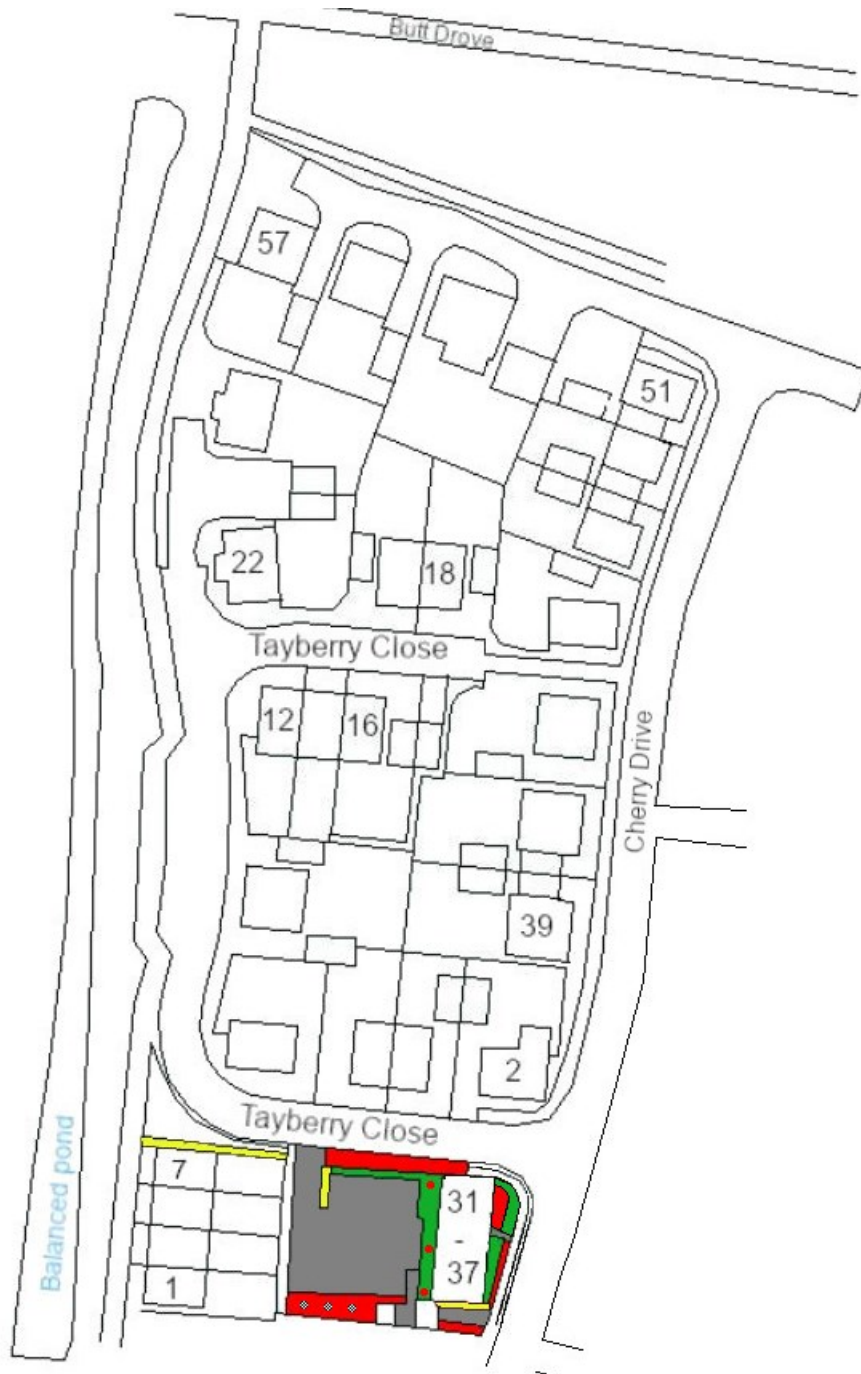 Butt Drove
57
51
22
18
Tayberry Close
12
16
Cherry Drive
39
2
Tayberry Close
7
31
-
37
1
Balanced pond